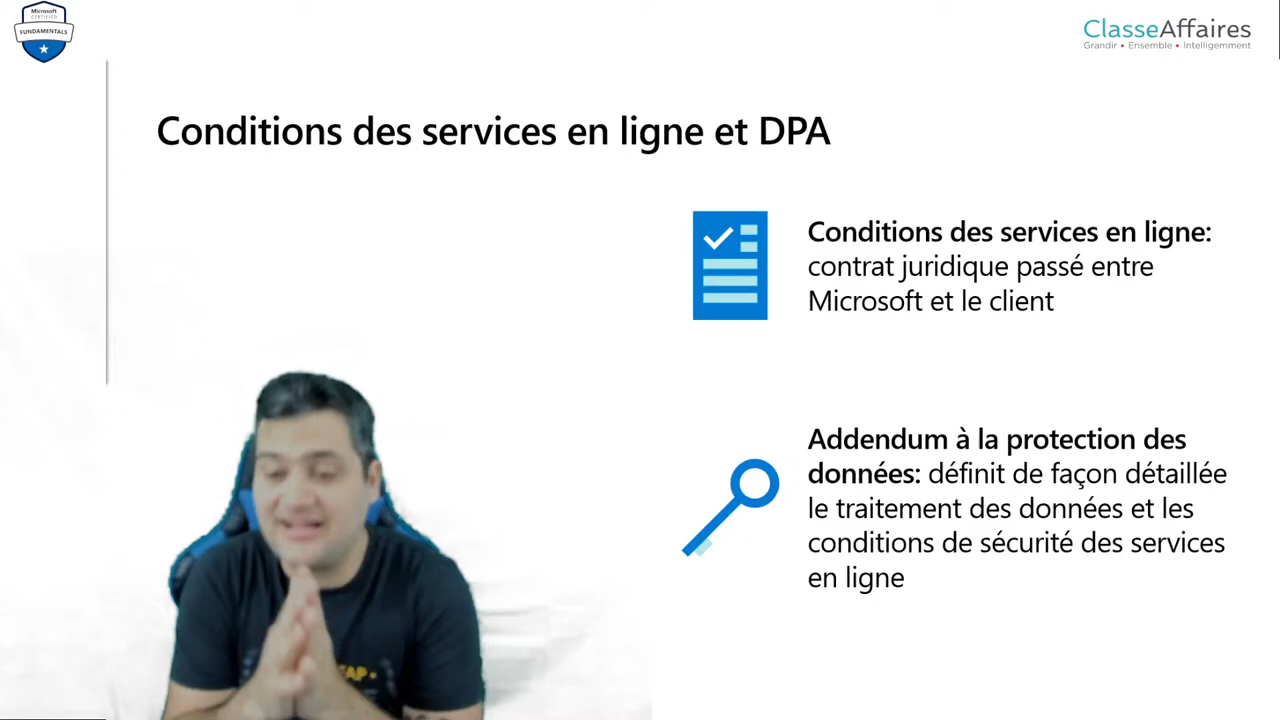 Microsoft
CERTIFIED
FUNDAMENTALS
ClasseAffaires
Grandir • Ensemble • Intelligemment
Conditions des services en ligne et DPA
Conditions des services en ligne:
contrat juridique passé entre
Microsoft et le client
Addendum à la protection des
données: définit de façon détaillée
le traitement des données et les
conditions de sécurité des services
en ligne